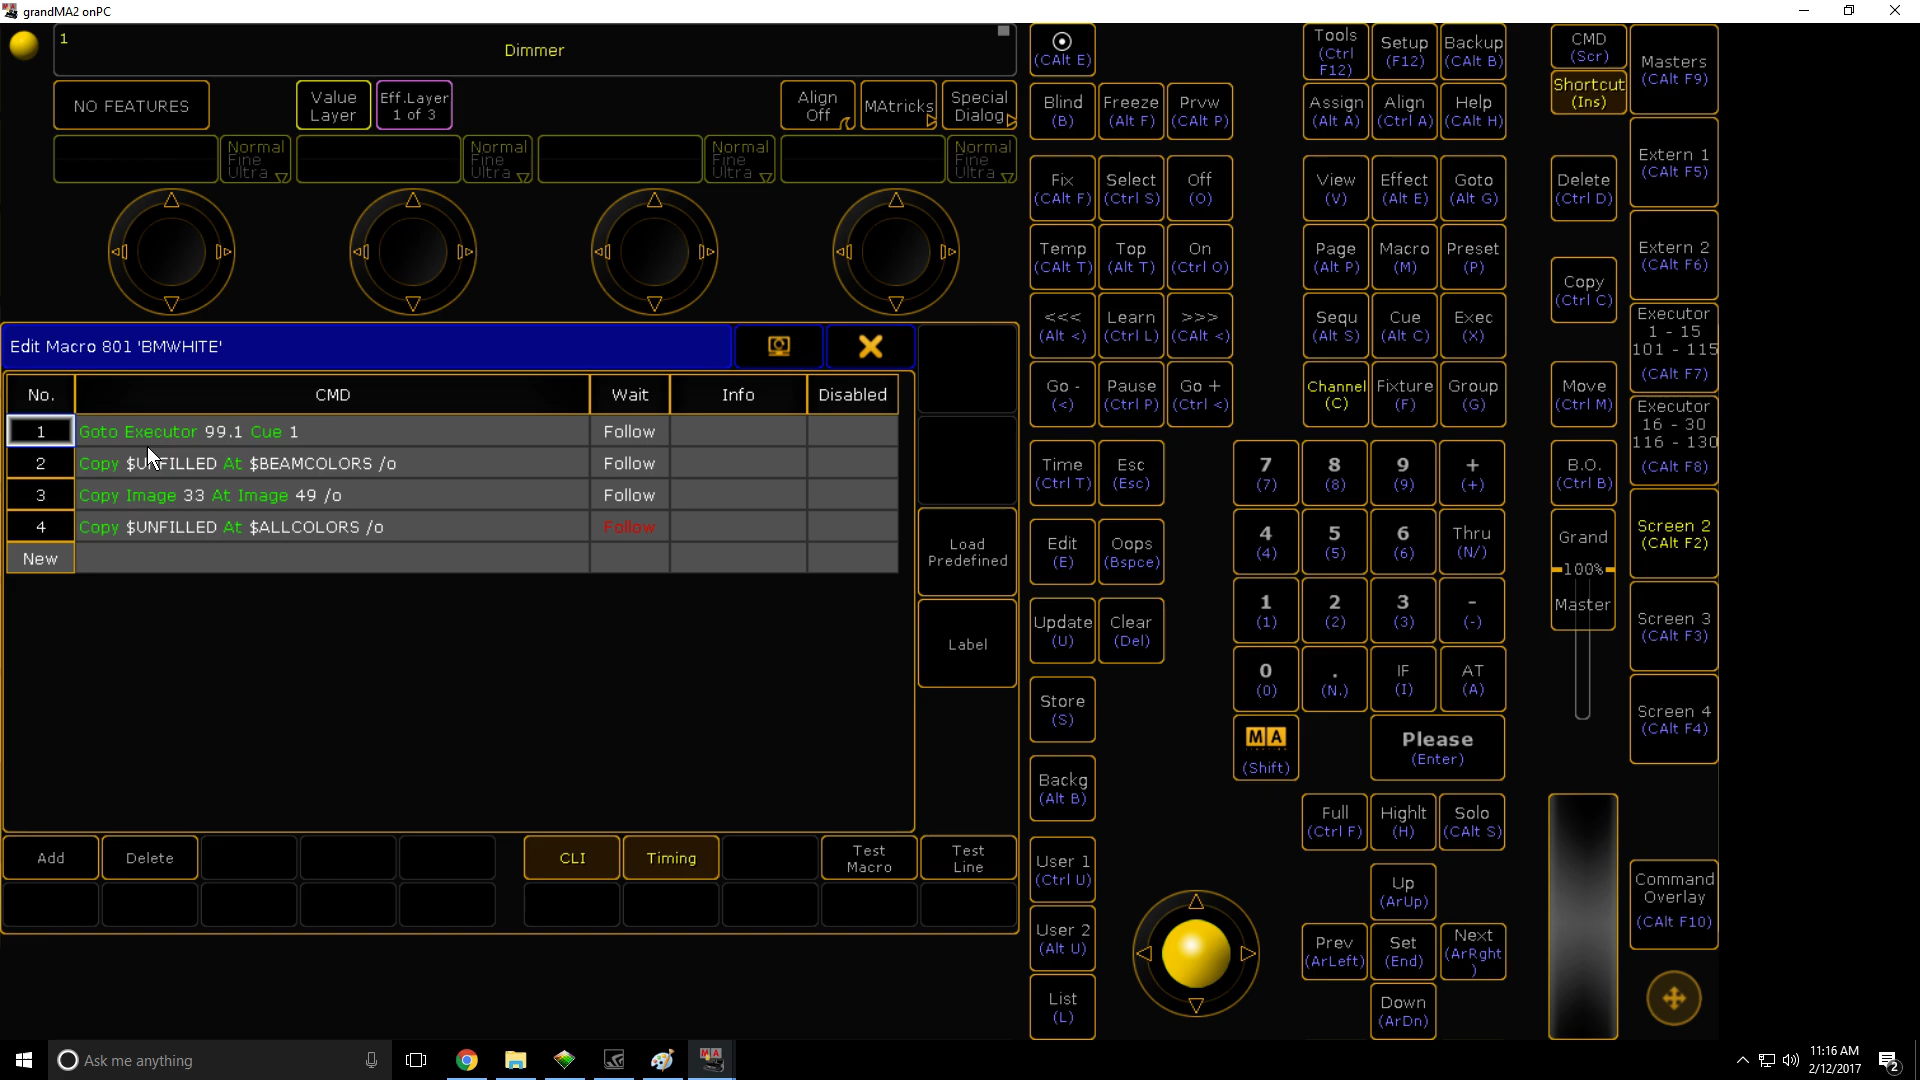 grandMA2 onPC
1
Dimmer
NO FEATURES
Value
Layer
Eff.Layer
1 of 3
Align
Off
MAtricks
Special
Dialog
Normal
Fine
Ultra
Normal
Fine
Ultra
Normal
Fine
Ultra
Normal
Fine
Ultra
Edit Macro 801 'BMWHITE'
No. CMD Wait Info Disabled
1 Goto Executor 99.1 Cue 1 Follow
2 Copy $UNFILLED At $BEAMCOLORS /o Follow
3 Copy Image 33 At Image 49 /o Follow
4 Copy $UNFILLED At $ALLCOLORS /o Follow
New
Load
Predefined
Label
Add
Delete
CLI
Timing
Test
Macro
Test
Line
(CAlt E)
Blind
(B)
Freeze
(Alt F)
Prvw
(CAlt P)
Fix
(CAlt F)
Select
(Ctrl S)
Off
(O)
Temp
(CAlt T)
Top
(Alt T)
On
(Ctrl O)
<<<
(Alt <)
Learn
(Ctrl L)
>>>
(CAlt <)
Go -
(<)
Pause
(Ctrl P)
Go +
(Ctrl <)
Time
(Ctrl T)
Esc
(Esc)
Edit
(E)
Oops
(Bspce)
Update
(U)
Clear
(Del)
Store
(S)
Backg
(Alt B)
User 1
(Ctrl U)
User 2
(Alt U)
List
(L)
Tools
(Ctrl
F12)
Setup
(F12)
Backup
(CAlt B)
Assign
(Alt A)
Align
(Ctrl A)
Help
(CAlt H)
View
(V)
Effect
(Alt E)
Goto
(Alt G)
Page
(Alt P)
Macro
(M)
Preset
(P)
Sequ
(Alt S)
Cue
(Alt C)
Exec
(X)
Channel
(C)
Fixture
(F)
Group
(G)
7
(7)
8
(8)
9
(9)
+
(+)
4
(4)
5
(5)
6
(6)
Thru
(N/)
1
(1)
2
(2)
3
(3)
-
(-)
0
(0)
.
(N.)
IF
(I)
AT
(A)
MA
(Shift)
Please
(Enter)
Full
(Ctrl F)
Highlt
(H)
Solo
(CAlt S)
Up
(ArUp)
Prev
(ArLeft)
Set
(End)
Next
(ArRght
)
Down
(ArDn)
CMD
(Scr)
Shortcut
(Ins)
Delete
(Ctrl D)
Copy
(Ctrl C)
Move
(Ctrl M)
B.O.
(Ctrl B)
Grand
100%
Master
Masters
(CAlt F9)
Extern 1
(CAlt F5)
Extern 2
(CAlt F6)
Executor
1 - 15
101 - 115
(CAlt F7)
Executor
16 - 30
116 - 130
(CAlt F8)
Screen 2
(CAlt F2)
Screen 3
(CAlt F3)
Screen 4
(CAlt F4)
Command
Overlay
(CAlt F10)
Ask me anything
11:16 AM
2/12/2017
2